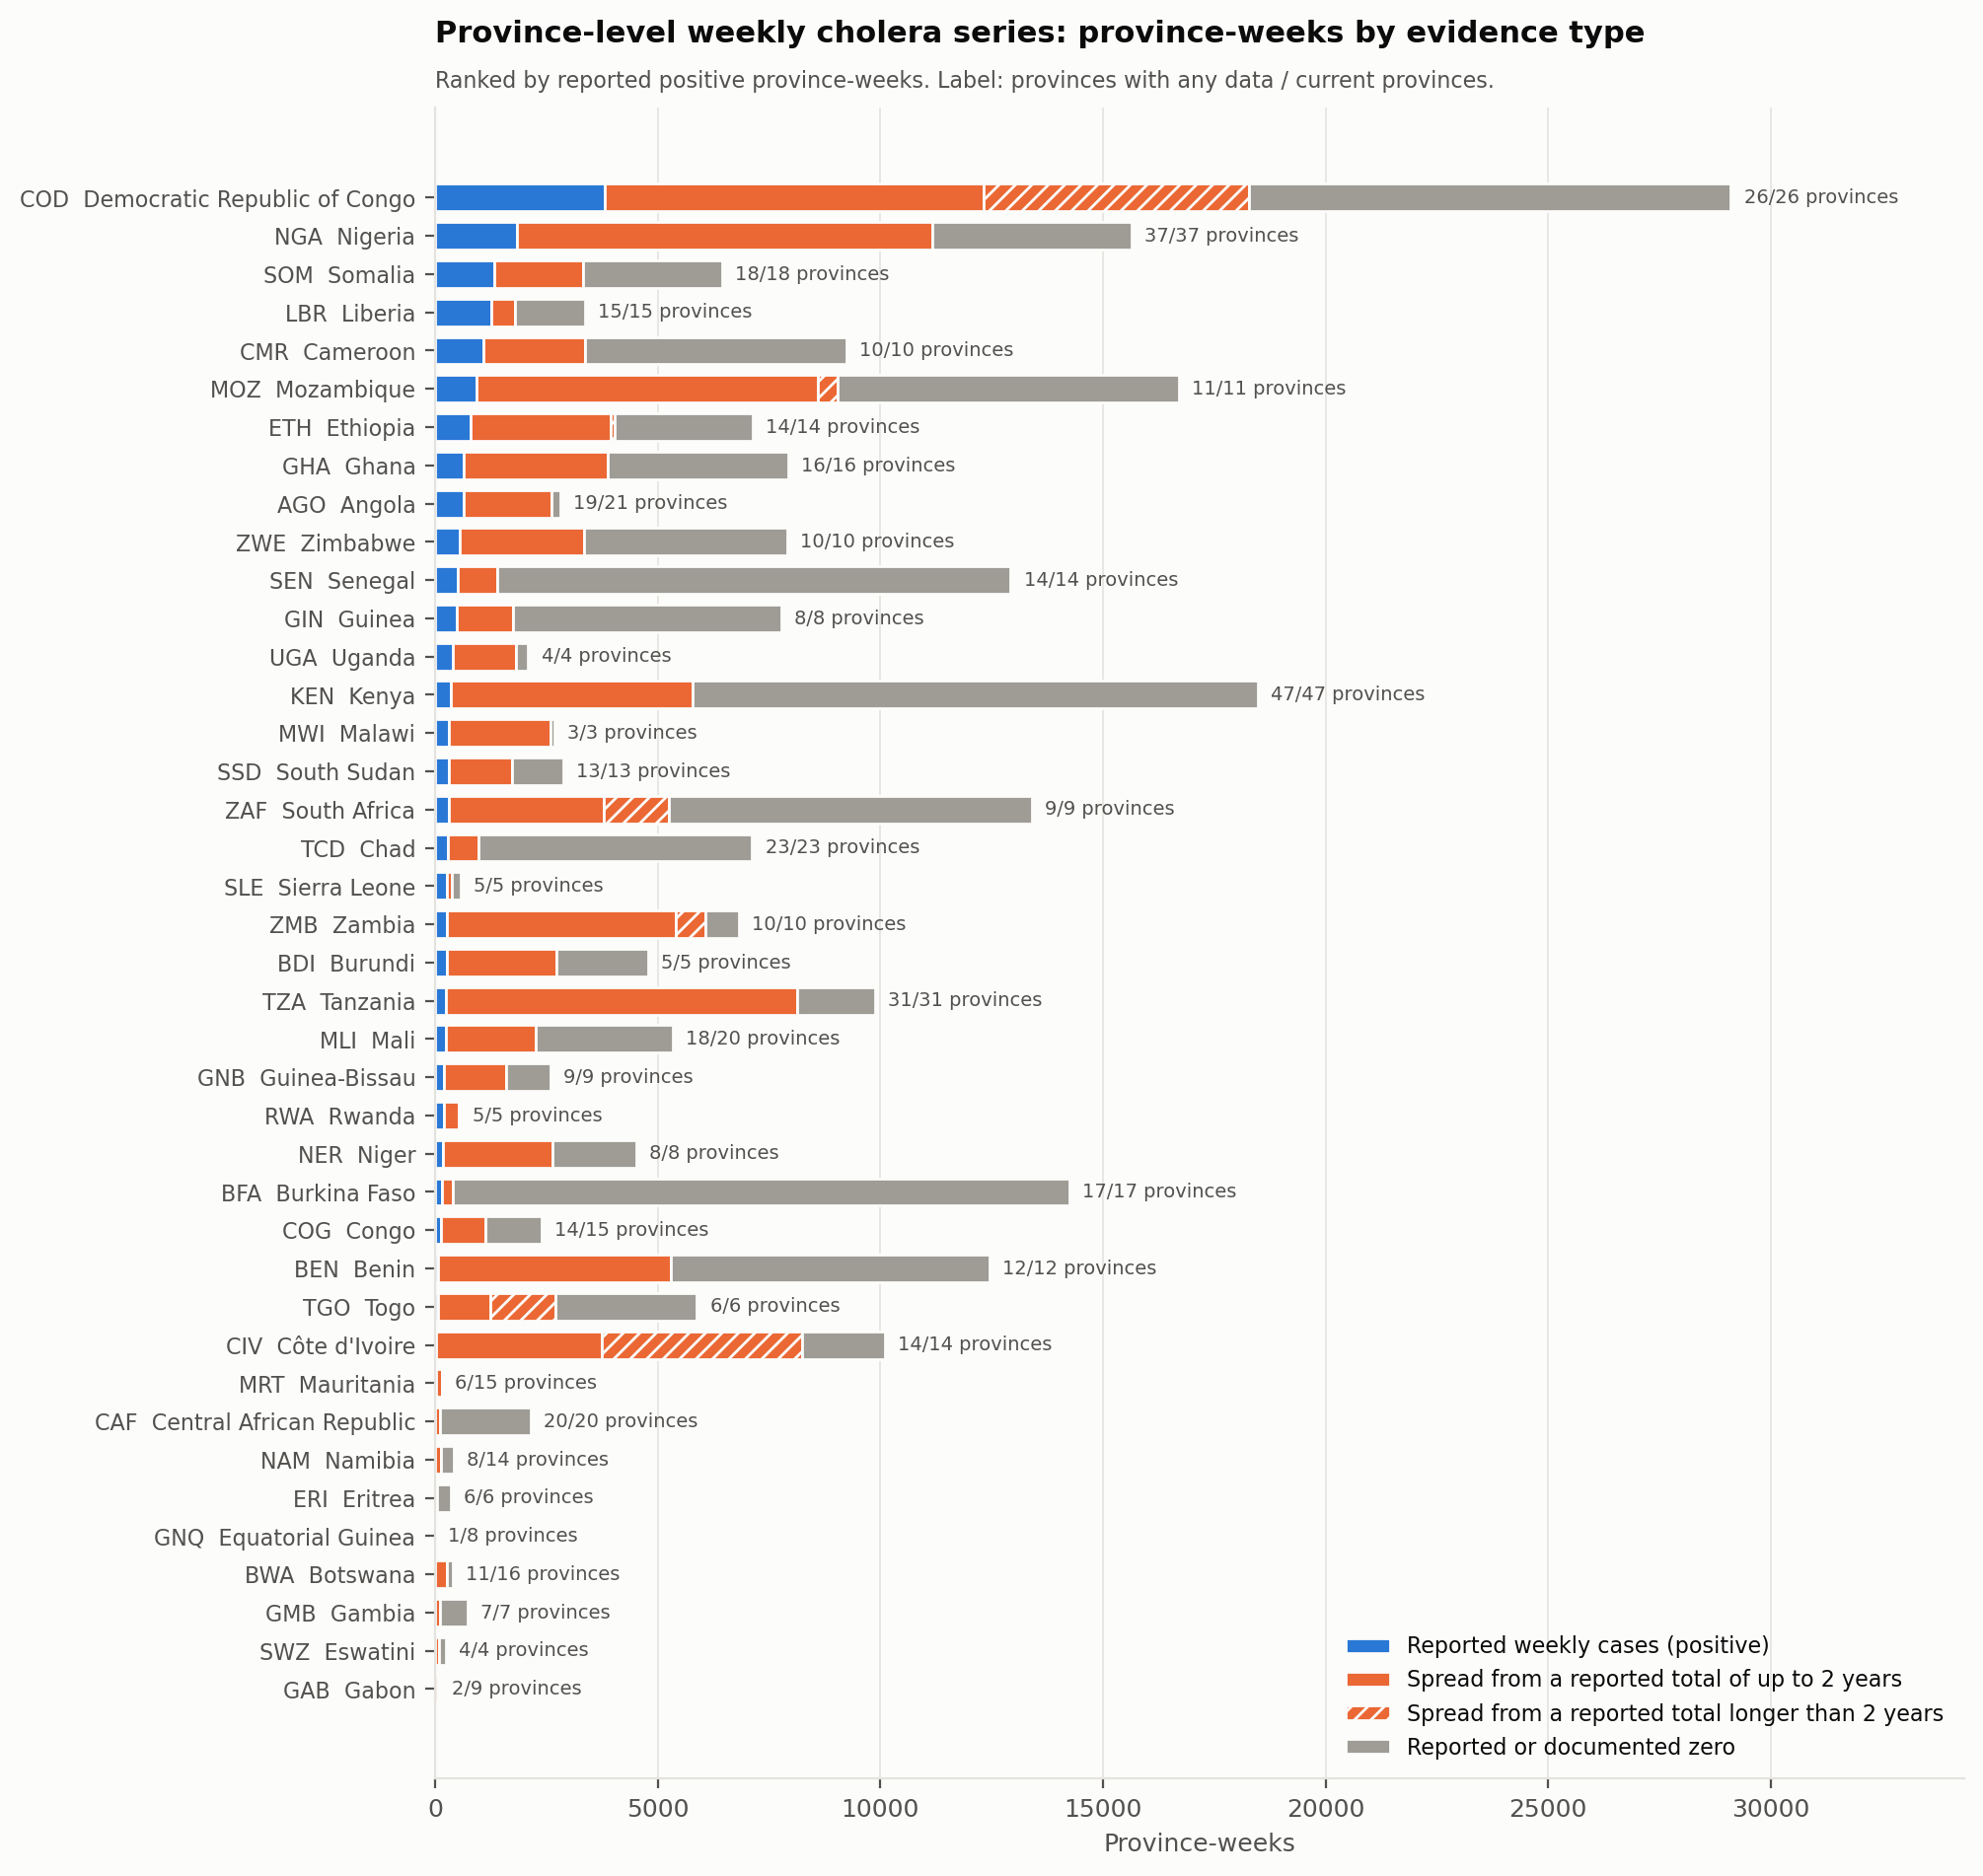 Province-level weekly cholera series: province-weeks by evidence type
Ranked by reported positive province-weeks. Label: provinces with any data / current provinces.
COD  Democratic Republic of Congo 26/26 provinces
NGA  Nigeria 37/37 provinces
SOM  Somalia 18/18 provinces
LBR  Liberia 15/15 provinces
CMR  Cameroon 10/10 provinces
MOZ  Mozambique 11/11 provinces
ETH  Ethiopia 14/14 provinces
GHA  Ghana 16/16 provinces
AGO  Angola 19/21 provinces
ZWE  Zimbabwe 10/10 provinces
SEN  Senegal 14/14 provinces
GIN  Guinea 8/8 provinces
UGA  Uganda 4/4 provinces
KEN  Kenya 47/47 provinces
MWI  Malawi 3/3 provinces
SSD  South Sudan 13/13 provinces
ZAF  South Africa 9/9 provinces
TCD  Chad 23/23 provinces
SLE  Sierra Leone 5/5 provinces
ZMB  Zambia 10/10 provinces
BDI  Burundi 5/5 provinces
TZA  Tanzania 31/31 provinces
MLI  Mali 18/20 provinces
GNB  Guinea-Bissau 9/9 provinces
RWA  Rwanda 5/5 provinces
NER  Niger 8/8 provinces
BFA  Burkina Faso 17/17 provinces
COG  Congo 14/15 provinces
BEN  Benin 12/12 provinces
TGO  Togo 6/6 provinces
CIV  Côte d'Ivoire 14/14 provinces
MRT  Mauritania 6/15 provinces
CAF  Central African Republic 20/20 provinces
NAM  Namibia 8/14 provinces
ERI  Eritrea 6/6 provinces
GNQ  Equatorial Guinea 1/8 provinces
BWA  Botswana 11/16 provinces
GMB  Gambia 7/7 provinces
SWZ  Eswatini 4/4 provinces
GAB  Gabon 2/9 provinces
Reported weekly cases (positive)
Spread from a reported total of up to 2 years
Spread from a reported total longer than 2 years
Reported or documented zero
0 5000 10000 15000 20000 25000 30000
Province-weeks